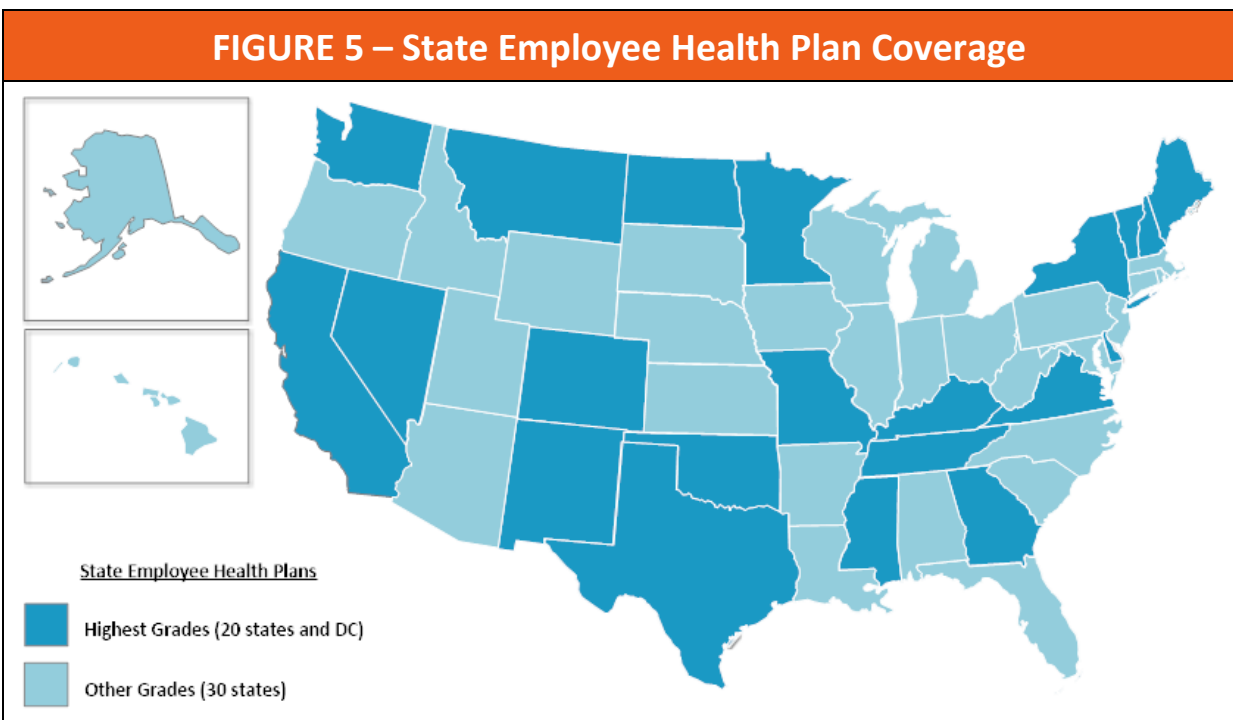 FIGURE 5 – State Employee Health Plan Coverage
State Employee Health Plans
Highest Grades (20 states and DC)
Other Grades (30 states)